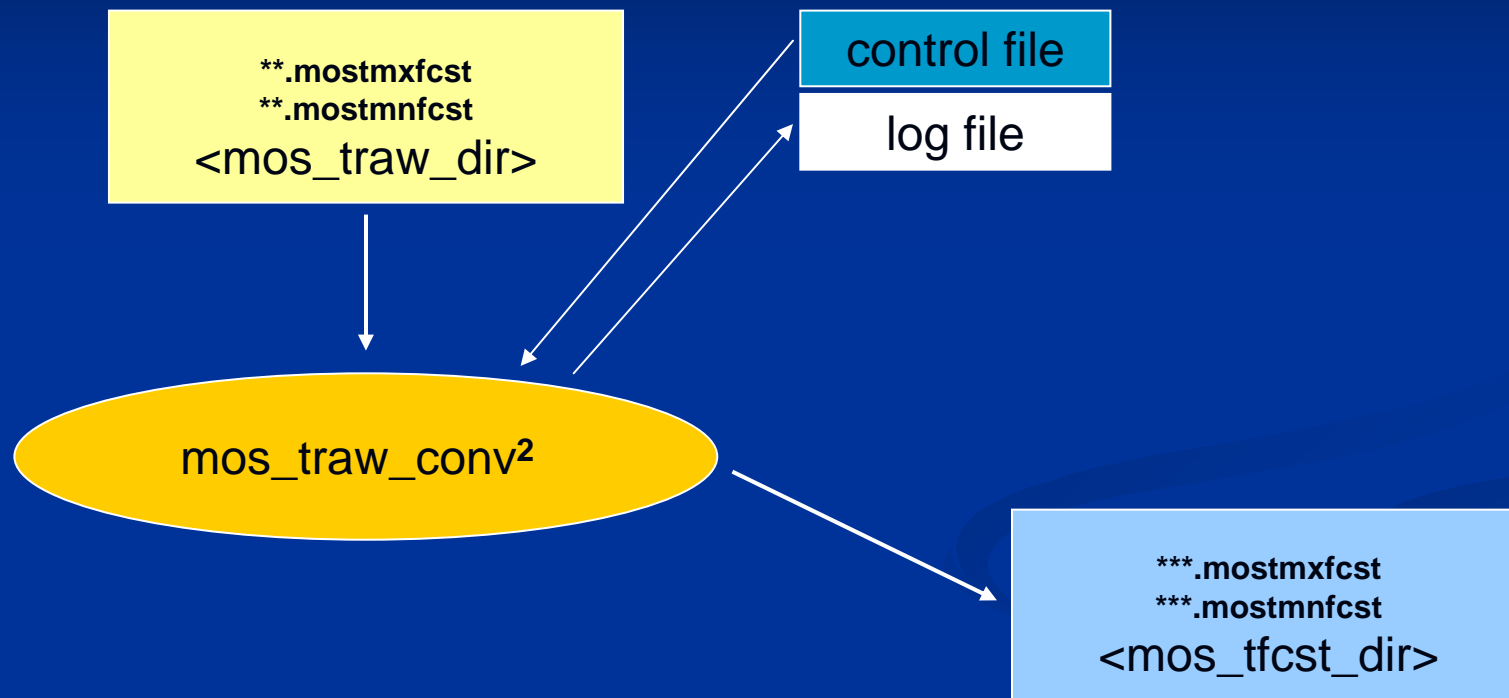 **.mostmxfcst
**.mostmnfcst
<mos_traw_dir>
control file
log file
mos_traw_conv²
***.mostmxfcst
***.mostmnfcst
<mos_tfcst_dir>